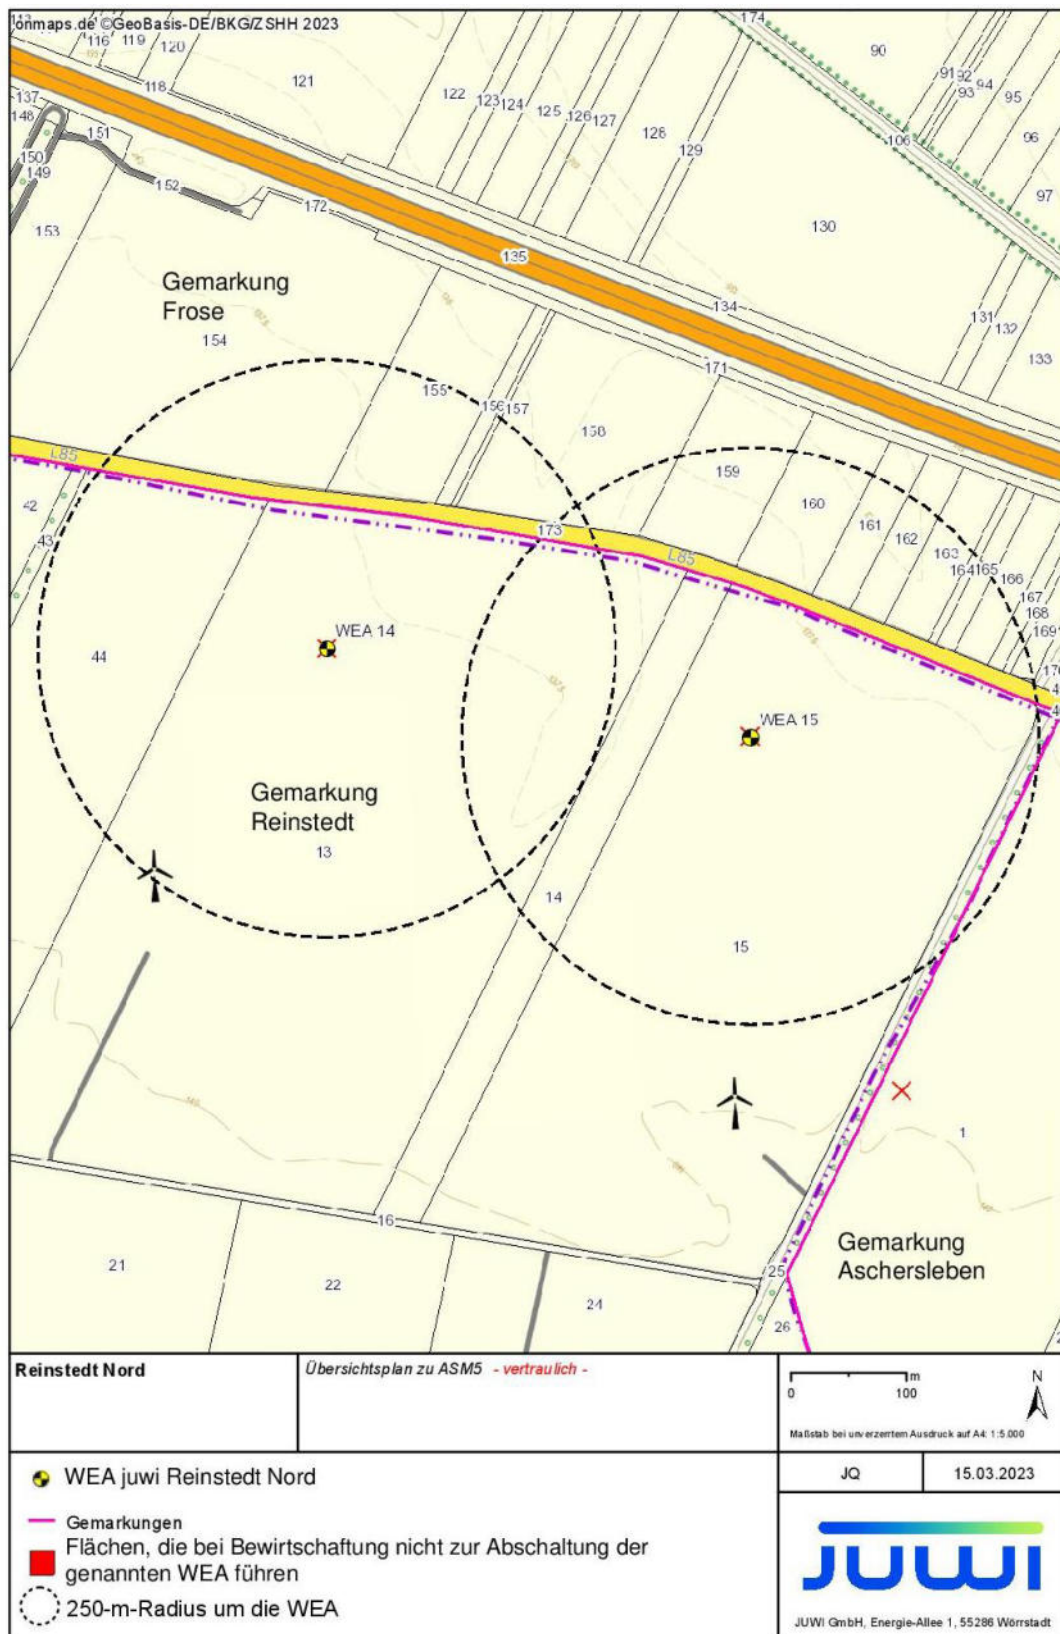 onmaps.de ©GeoBasis-DE/BKG/ZSHH 2023
174
90
116
119
120
121
118
122
123
124
125
126
127
128
129
91
92
93
94
95
96
97
106
137
148
151
150
149
152
172
153
135
130
134
131
132
133
171
Gemarkung
Frose
154
155
156
157
158
159
160
161
162
163
164
165
166
167
168
169
L85
173
L85
42
43
44
WEA 14
WEA 15
Gemarkung
Reinstedt
13
14
15
1
16
21
22
24
25
26
Gemarkung
Aschersleben
Reinstedt Nord
Übersichtsplan zu ASM5 - vertraulich -
m
0 100
N
Maßstab bei unverzerrtem Ausdruck auf A4: 1:5.000
WEA juwi Reinstedt Nord
JQ
15.03.2023
Gemarkungen
Flächen, die bei Bewirtschaftung nicht zur Abschaltung der
genannten WEA führen
250-m-Radius um die WEA
JUWI
JUWI GmbH, Energie-Allee 1, 55286 Wörrstadt